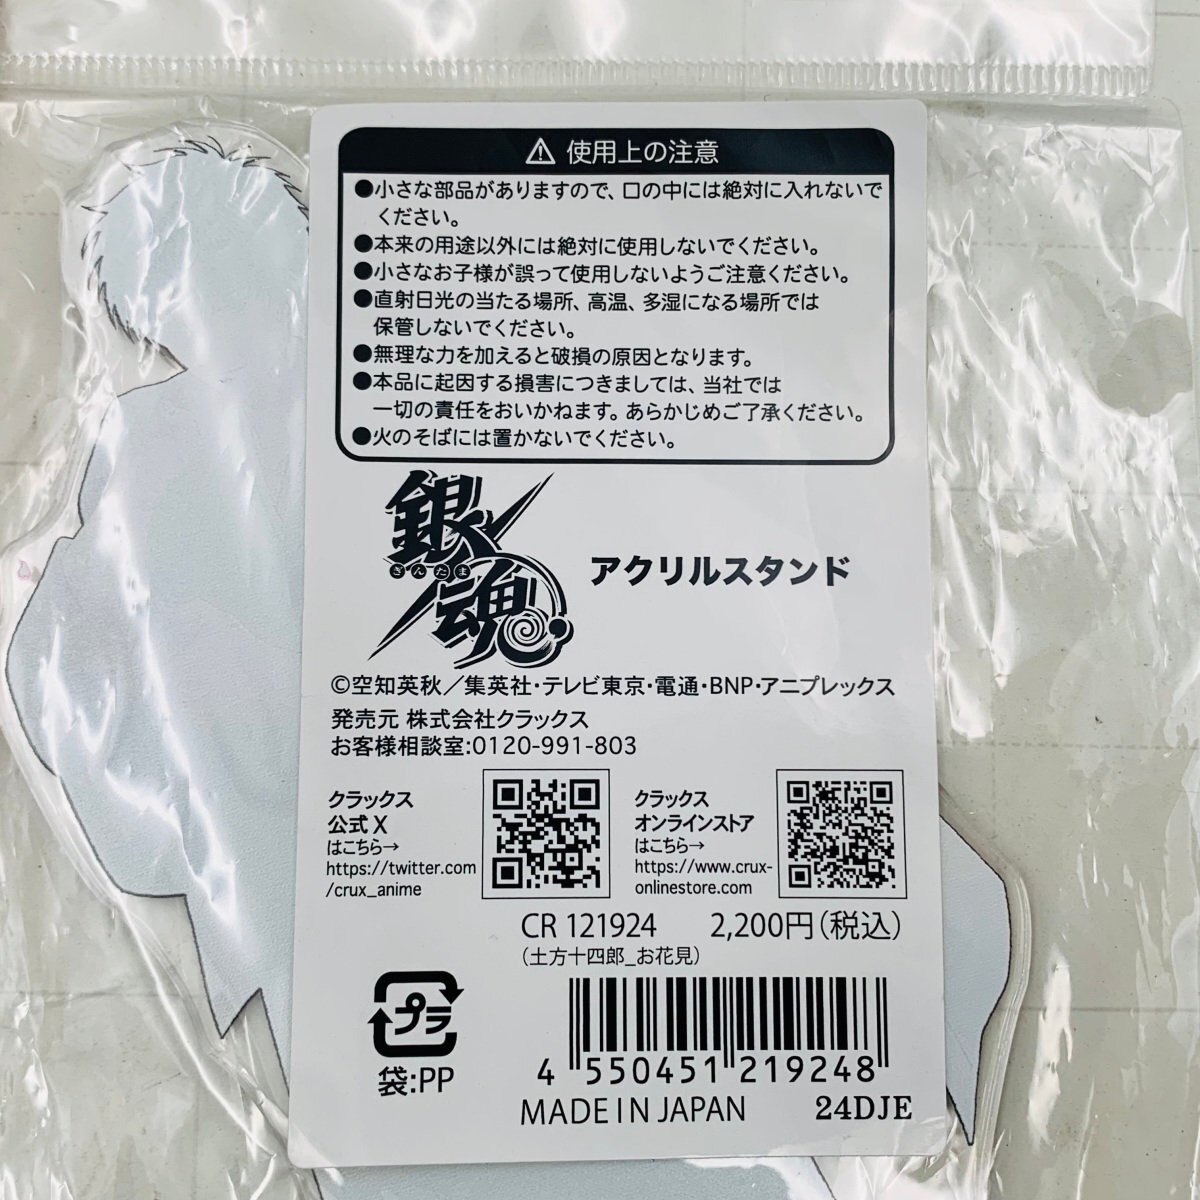 ⚠ 使用上の注意
●小さな部品がありますので、口の中には絶対に入れないで
ください。
●本来の用途以外には絶対に使用しないでください。
●小さなお子様が誤って使用しないようご注意ください。
●直射日光の当たる場所、高温、多湿になる場所では
保管しないでください。
●無理な力を加えると破損の原因となります。
●本品に起因する損害につきましては、当社では
一切の責任をおいかねます。あらかじめご了承ください。
●火のそばには置かないでください。
銀魂
ぎんたま
アクリルスタンド
©空知英秋／集英社・テレビ東京・電通・BNP・アニプレックス
発売元 株式会社クラックス
お客様相談室:0120-991-803
クラックス
公式 X
はこちら→
https://twitter.com
/crux_anime
クラックス
オンラインストア
はこちら→
https://www.crux-
onlinestore.com
CR 121924 2,200円(税込)
(土方十四郎_お花見)
プラ
袋:PP
4 550451 219248
MADE IN JAPAN 24DJE